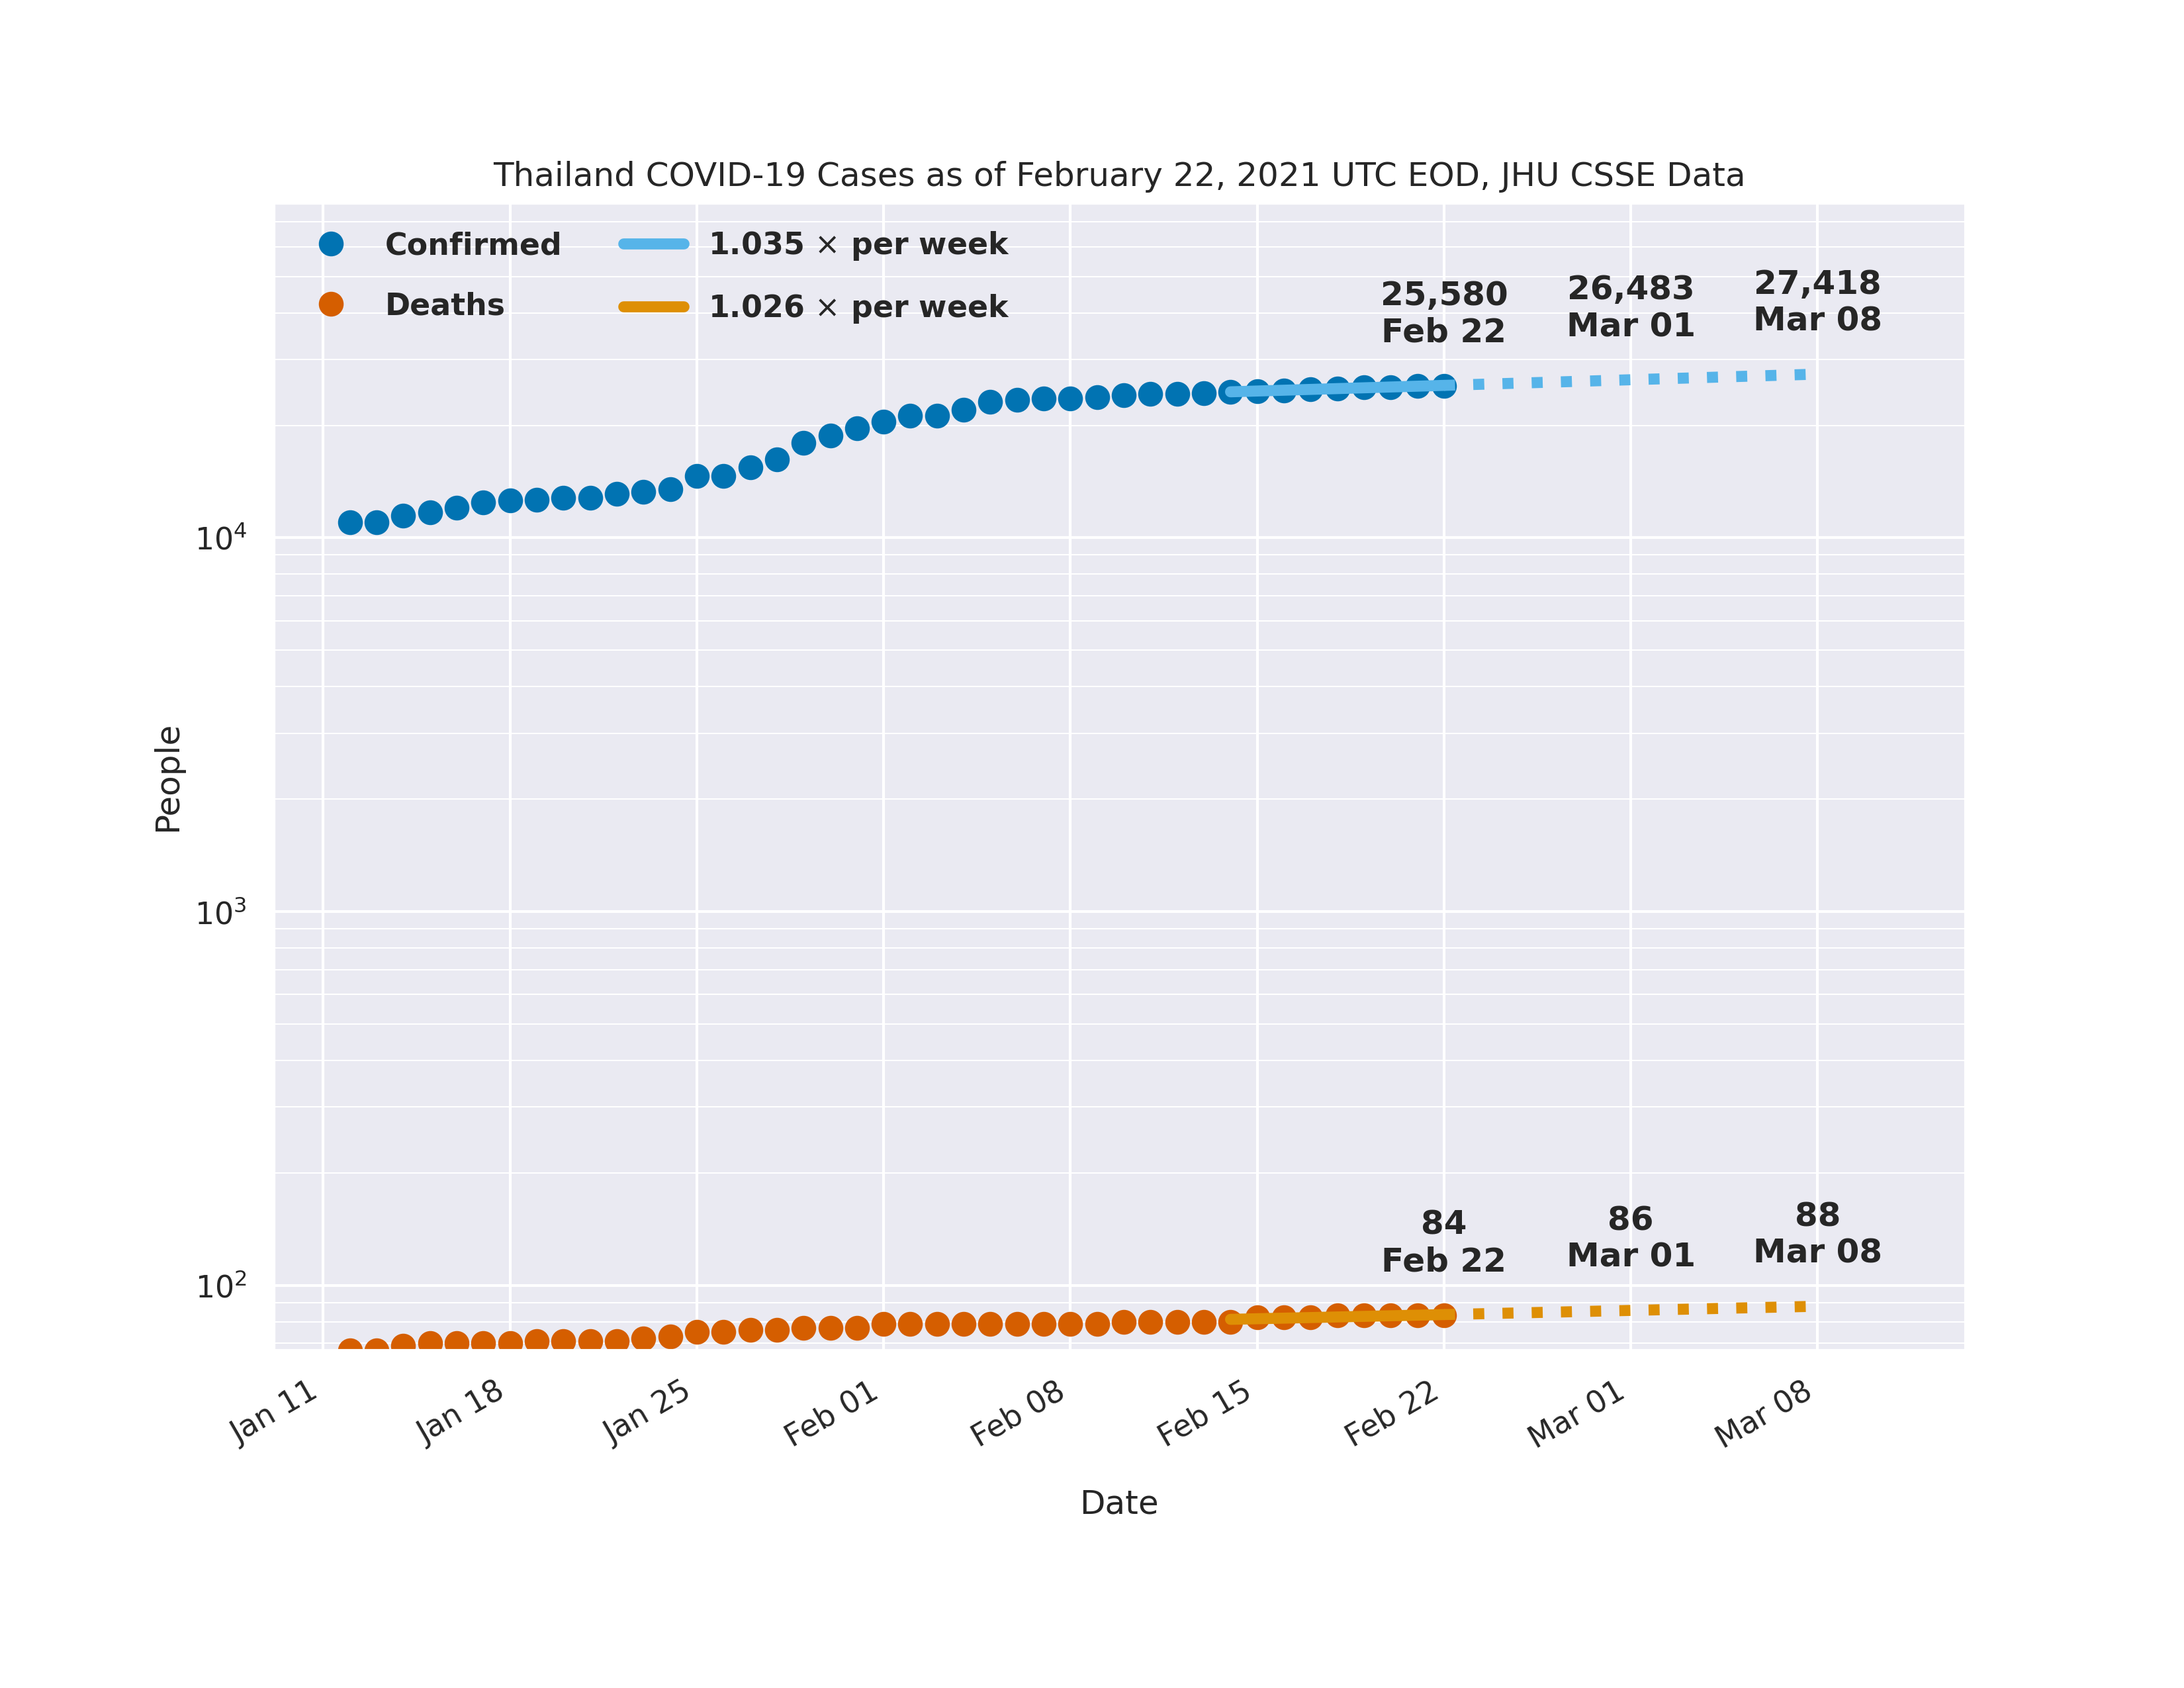 Thailand COVID-19 Cases as of February 22, 2021 UTC EOD, JHU CSSE Data
Confirmed
Deaths
1.035 × per week
1.026 × per week
25,580
Feb 22
26,483
Mar 01
27,418
Mar 08
10⁴
10³
10²
People
84
Feb 22
86
Mar 01
88
Mar 08
Jan 11
Jan 18
Jan 25
Feb 01
Feb 08
Feb 15
Feb 22
Mar 01
Mar 08
Date